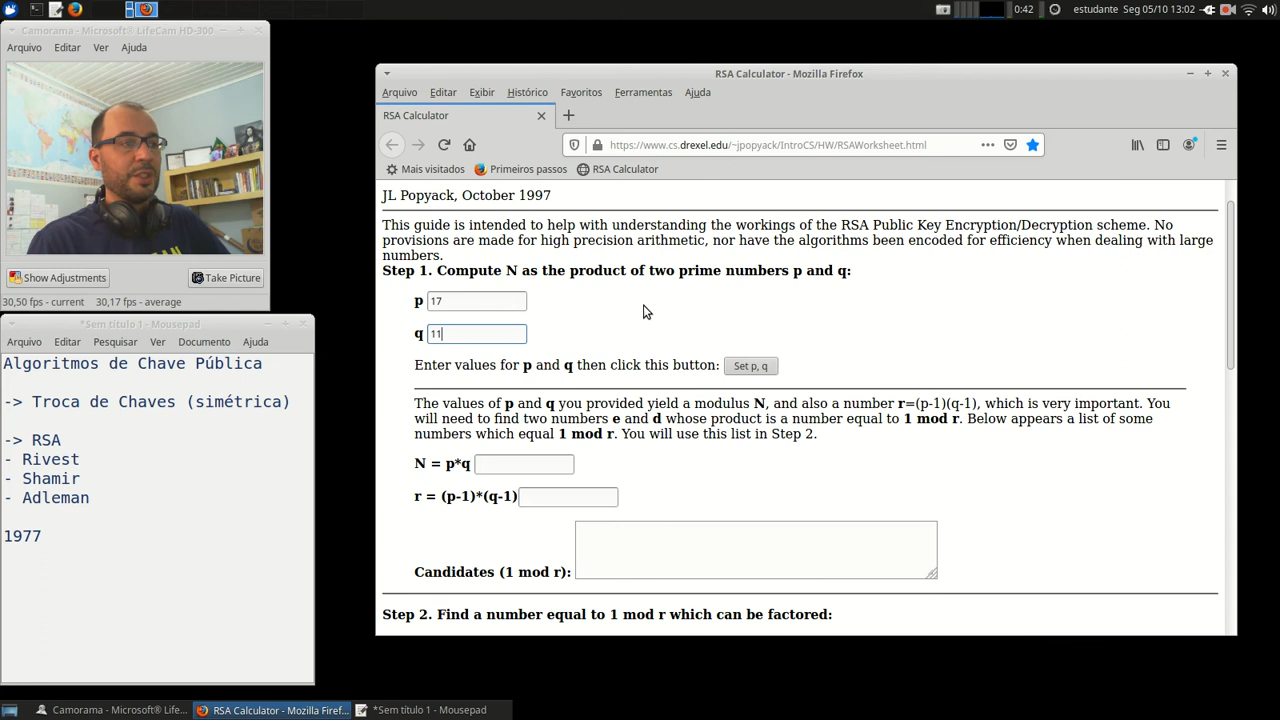 0:42 estudante Seg 05/10 13:02
Camorama - Microsoft® LifeCam HD-300
Arquivo Editar Ver Ajuda
Show Adjustments Take Picture
30,50 fps - current 30,17 fps - average
*Sem título 1 - Mousepad
Arquivo Editar Pesquisar Ver Documento Ajuda
Algoritmos de Chave Pública
-> Troca de Chaves (simétrica)
-> RSA
- Rivest
- Shamir
- Adleman
1977
RSA Calculator - Mozilla Firefox
Arquivo Editar Exibir Histórico Favoritos Ferramentas Ajuda
RSA Calculator
https://www.cs.drexel.edu/~jpopyack/IntroCS/HW/RSAWorksheet.html
Mais visitados Primeiros passos RSA Calculator
JL Popyack, October 1997
This guide is intended to help with understanding the workings of the RSA Public Key Encryption/Decryption scheme. No
provisions are made for high precision arithmetic, nor have the algorithms been encoded for efficiency when dealing with large
numbers.
Step 1. Compute N as the product of two prime numbers p and q:
p 17
q 11
Enter values for p and q then click this button: Set p, q
The values of p and q you provided yield a modulus N, and also a number r=(p-1)(q-1), which is very important. You
will need to find two numbers e and d whose product is a number equal to 1 mod r. Below appears a list of some
numbers which equal 1 mod r. You will use this list in Step 2.
N = p*q
r = (p-1)*(q-1)
Candidates (1 mod r):
Step 2. Find a number equal to 1 mod r which can be factored:
Camorama - Microsoft® LifeC... RSA Calculator - Mozilla Firef... *Sem título 1 - Mousepad